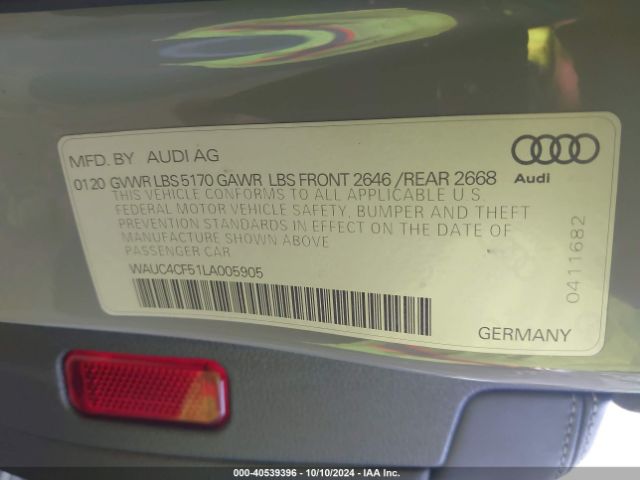 MFD. BY AUDI AG
0120 GVWR LBS 5170 GAWR LBS FRONT 2646 /REAR 2668
Audi
THIS VEHICLE CONFORMS TO ALL APPLICABLE U.S.
FEDERAL MOTOR VEHICLE SAFETY, BUMPER AND THEFT
PREVENTION STANDARDS IN EFFECT ON THE DATE OF
MANUFACTURE SHOWN ABOVE
PASSENGER CAR
WAUC4CF51LA005905
0411682
GERMANY
000-40539396 - 10/10/2024 - IAA Inc.